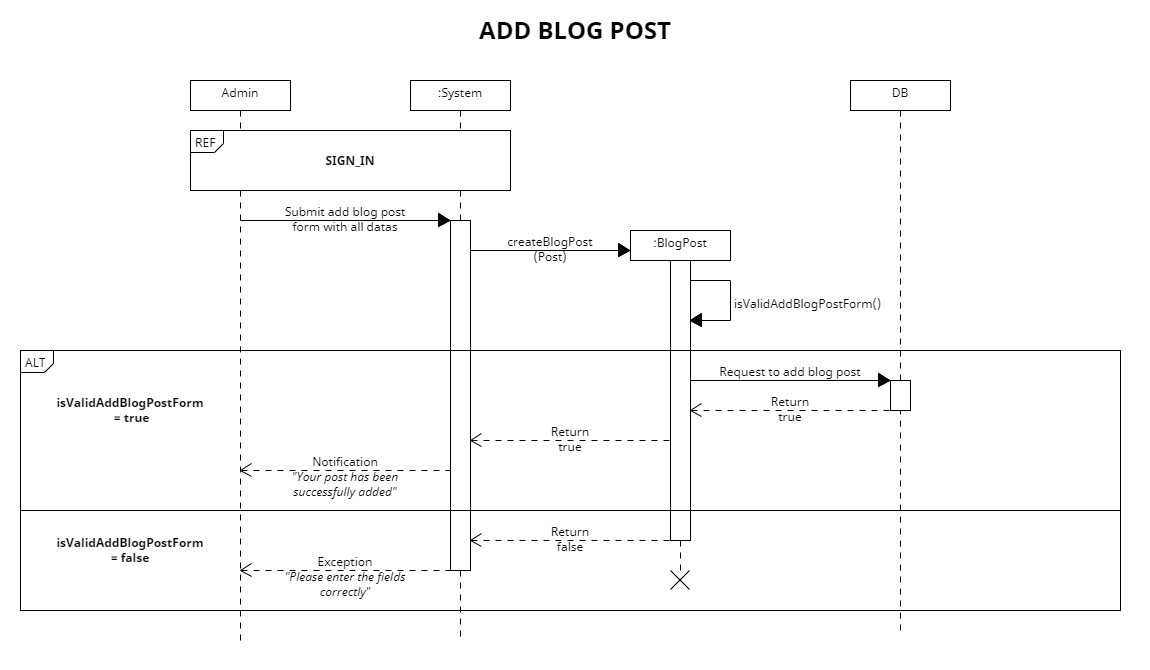 ADD BLOG POST
Admin
:System
DB
REF
SIGN_IN
Submit add blog post
form with all datas
createBlogPost
(Post)
:BlogPost
isValidAddBlogPostForm()
ALT
isValidAddBlogPostForm
= true
Request to add blog post
Return
true
Return
true
Notification
"Your post has been
successfully added"
isValidAddBlogPostForm
= false
Return
false
Exception
"Please enter the fields
correctly"